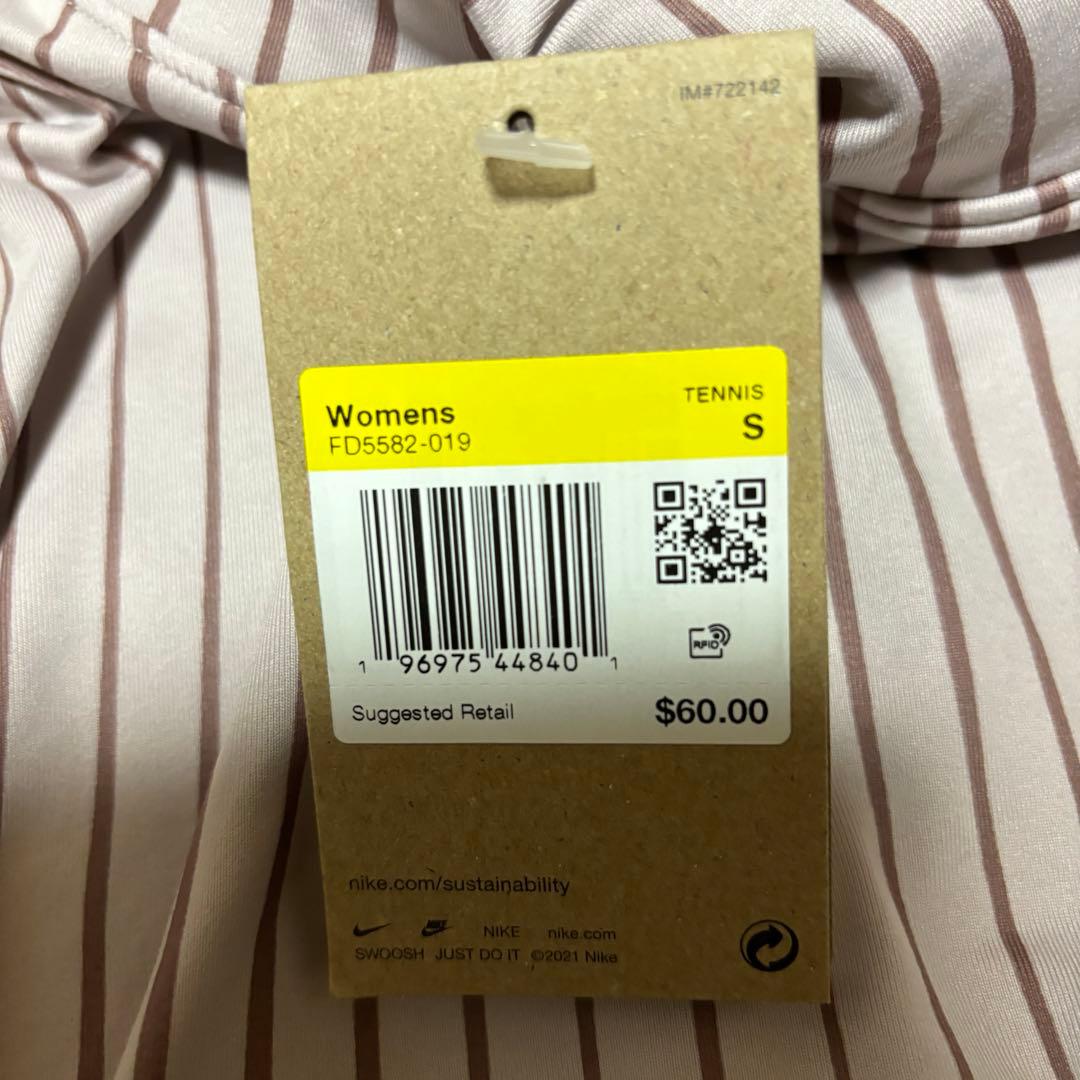 IM#722142
Womens
TENNIS
FD5582-019
S
RFID
1 96975 44840 1
Suggested Retail
$60.00
nike.com/sustainability
NIKE
NIKE nike.com
SWOOSH JUST DO IT ©2021 Nike